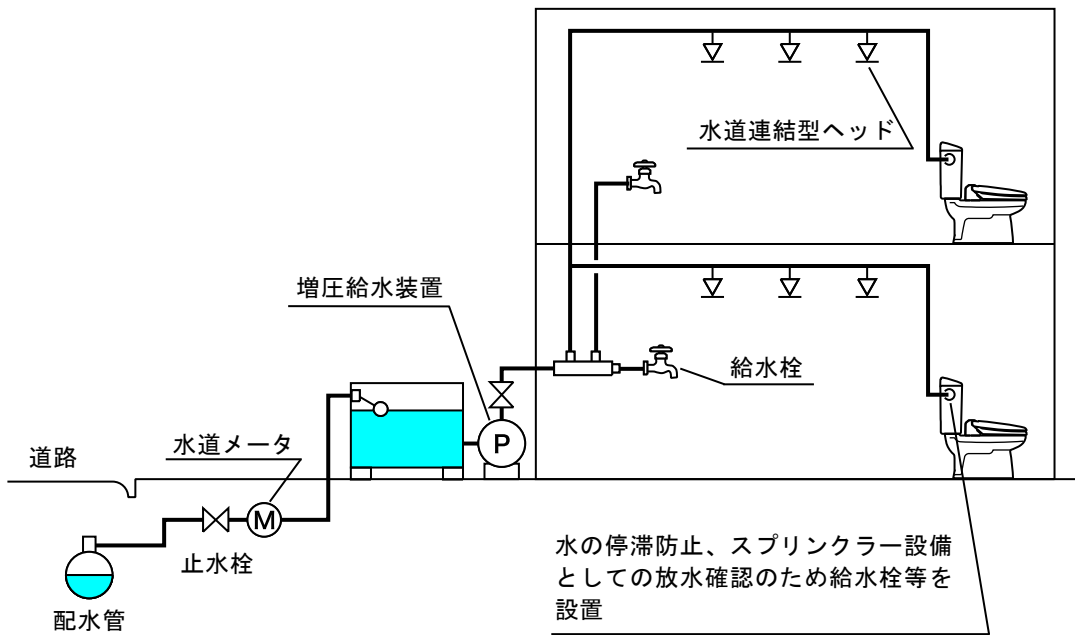 水道連結型ヘッド
増圧給水装置
給水栓
P
水道メータ
道路
M
止水栓
配水管
水の停滞防止、スプリンクラー設備
としての放水確認のため給水栓等を
設置